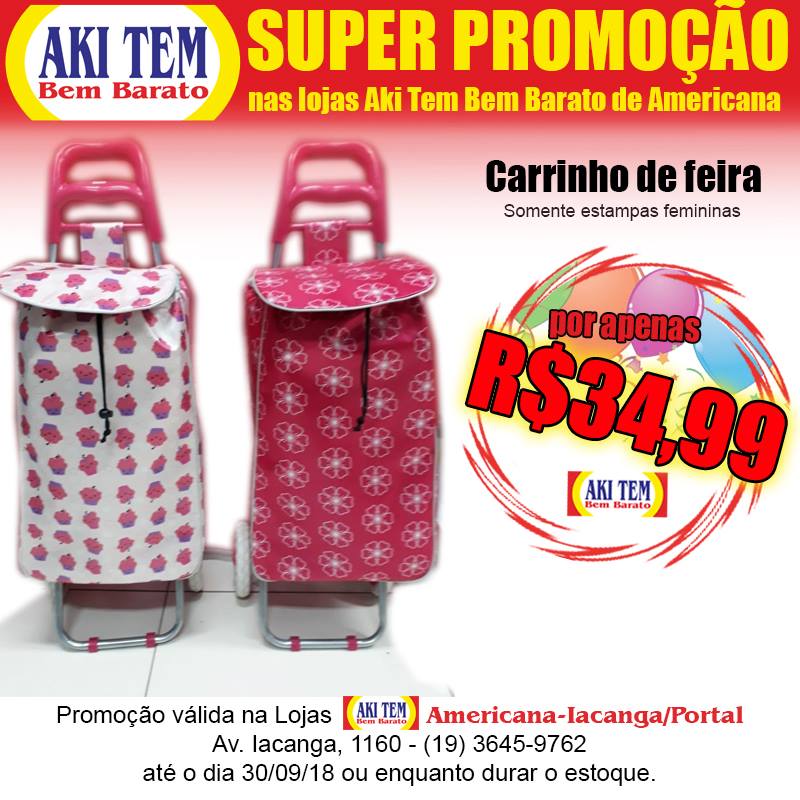 AKI TEM
Bem Barato
SUPER PROMOÇÃO
nas lojas Aki Tem Bem Barato de Americana
Carrinho de feira
Somente estampas femininas
por apenas
R$34,99
AKI TEM
Bem Barato
Promoção válida na Lojas AKI TEM Bem Barato Americana-Iacanga/Portal
Av. Iacanga, 1160 - (19) 3645-9762
até o dia 30/09/18 ou enquanto durar o estoque.